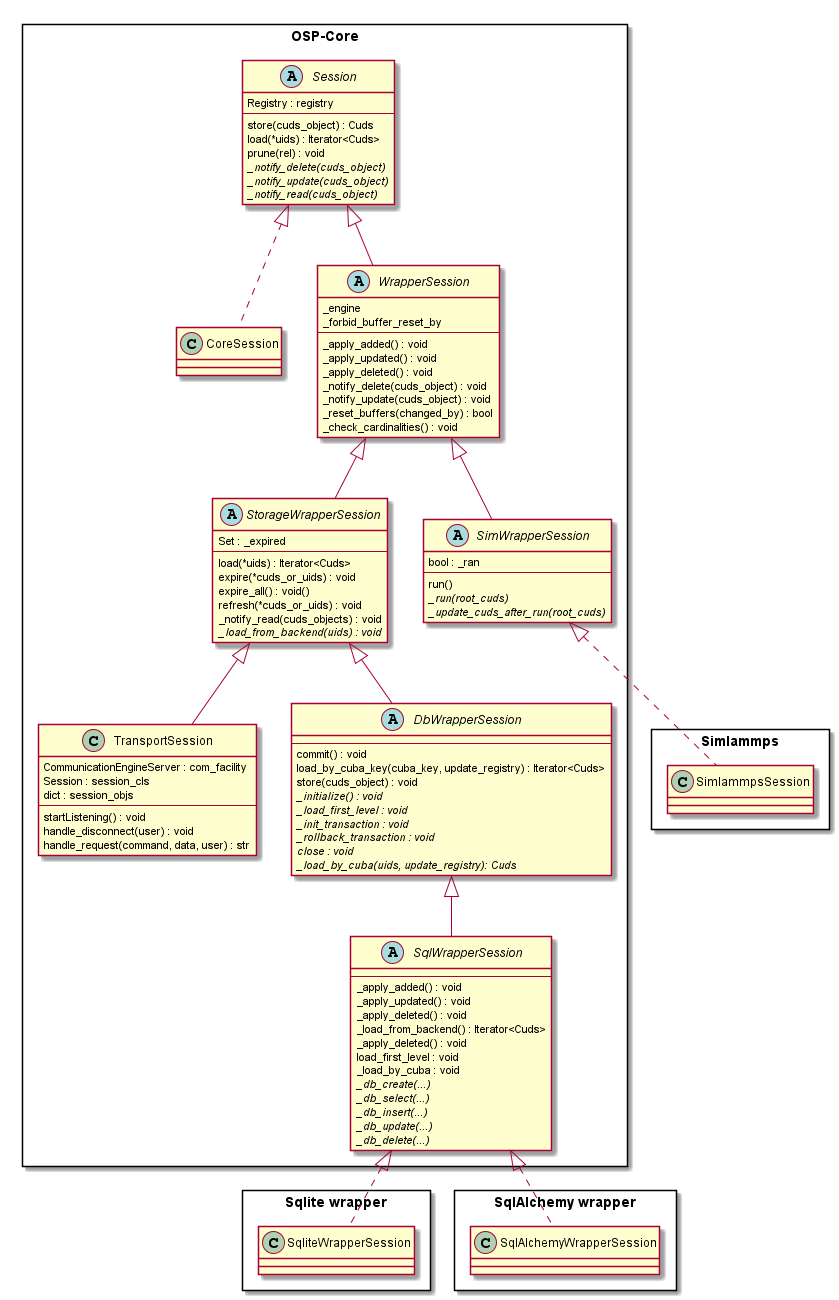 OSP-Core
A Session
Registry : registry
store(cuds_object) : Cuds
load(*uids) : Iterator<Cuds>
prune(rel) : void
_notify_delete(cuds_object)
_notify_update(cuds_object)
_notify_read(cuds_object)
A WrapperSession
_engine
_forbid_buffer_reset_by
_apply_added() : void
_apply_updated() : void
_apply_deleted() : void
_notify_delete(cuds_object) : void
_notify_update(cuds_object) : void
_reset_buffers(changed_by) : bool
_check_cardinalities() : void
C CoreSession
A StorageWrapperSession
Set : _expired
load(*uids) : Iterator<Cuds>
expire(*cuds_or_uids) : void
expire_all() : void()
refresh(*cuds_or_uids) : void
_notify_read(cuds_objects) : void
_load_from_backend(uids) : void
A SimWrapperSession
bool : _ran
run()
_run(root_cuds)
_update_cuds_after_run(root_cuds)
C TransportSession
CommunicationEngineServer : com_facility
Session : session_cls
dict : session_objs
startListening() : void
handle_disconnect(user) : void
handle_request(command, data, user) : str
A DbWrapperSession
commit() : void
load_by_cuba_key(cuba_key, update_registry) : Iterator<Cuds>
store(cuds_object) : void
_initialize() : void
_load_first_level : void
_init_transaction : void
_rollback_transaction : void
close : void
_load_by_cuba(uids, update_registry): Cuds
Simlammps
C SimlammpsSession
A SqlWrapperSession
_apply_added() : void
_apply_updated() : void
_apply_deleted() : void
_load_from_backend() : Iterator<Cuds>
_apply_deleted() : void
load_first_level : void
_load_by_cuba : void
_db_create(...)
_db_select(...)
_db_insert(...)
_db_update(...)
_db_delete(...)
Sqlite wrapper
C SqliteWrapperSession
SqlAlchemy wrapper
C SqlAlchemyWrapperSession